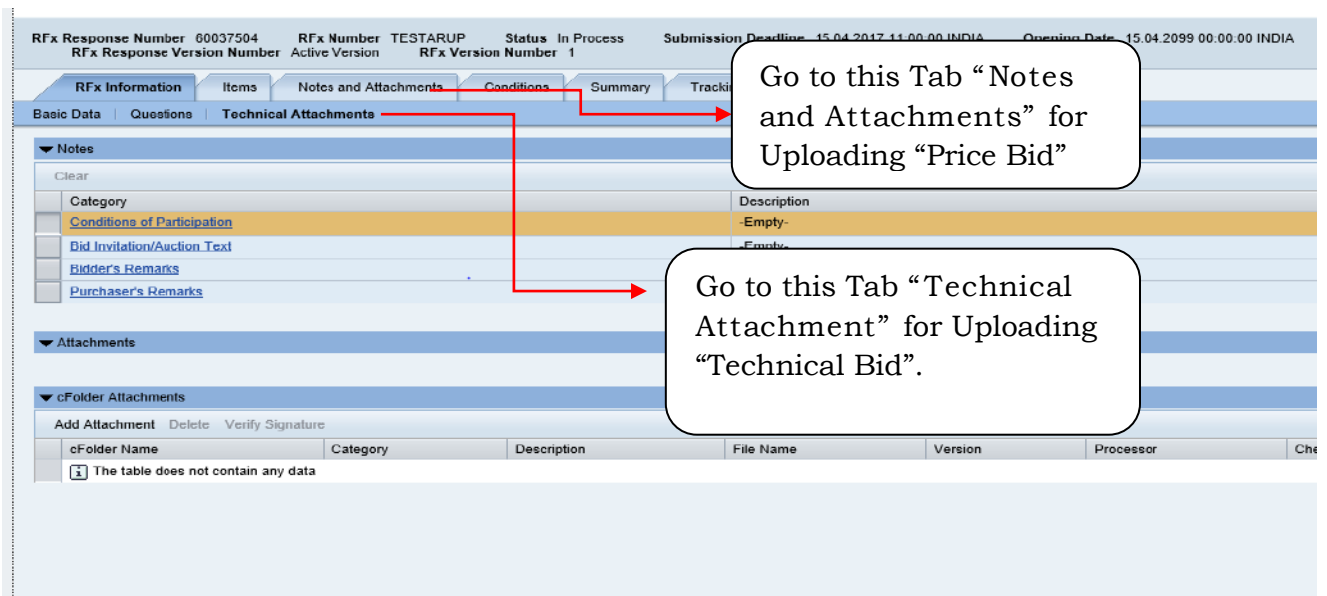 RFx Response Number 60037504 RFx Number TESTARUP Status In Process Submission Deadline 15.04.2017 11:00:00 INDIA Opening Date 15.04.2099 00:00:00 INDIA
RFx Response Version Number Active Version RFx Version Number 1
RFx Information Items Notes and Attachments Conditions Summary
Basic Data Questions Technical Attachments
Go to this Tab “Notes
and Attachments” for
Uploading “Price Bid”
Notes
Clear
Category Description
Conditions of Participation -Empty-
Bid Invitation/Auction Text -Empty-
Bidder's Remarks
Purchaser's Remarks
Go to this Tab “Technical
Attachment” for Uploading
“Technical Bid”.
Attachments
cFolder Attachments
Add Attachment Delete Verify Signature
cFolder Name Category Description File Name Version Processor
The table does not contain any data